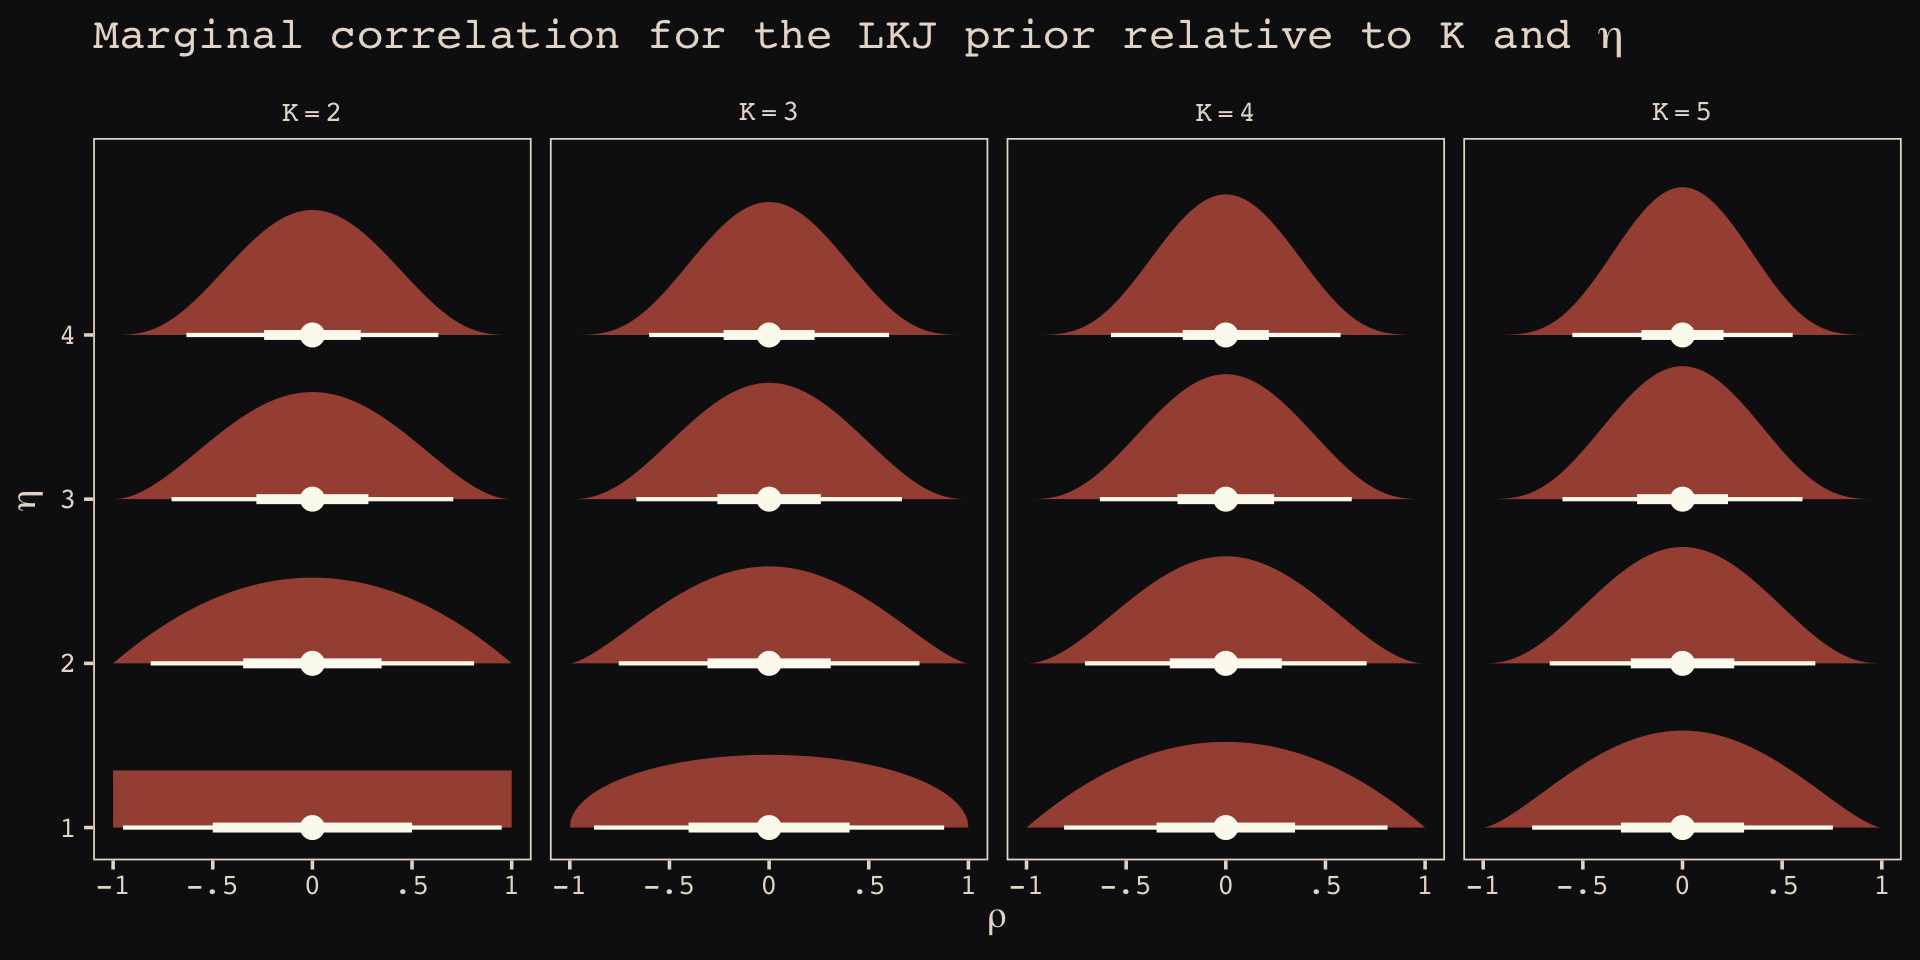 Marginal correlation for the LKJ prior relative to K and η
K = 2
K = 3
K = 4
K = 5
η
4
3
2
1
−1 −.5 0 .5 1
−1 −.5 0 .5 1
−1 −.5 0 .5 1
−1 −.5 0 .5 1
ρ